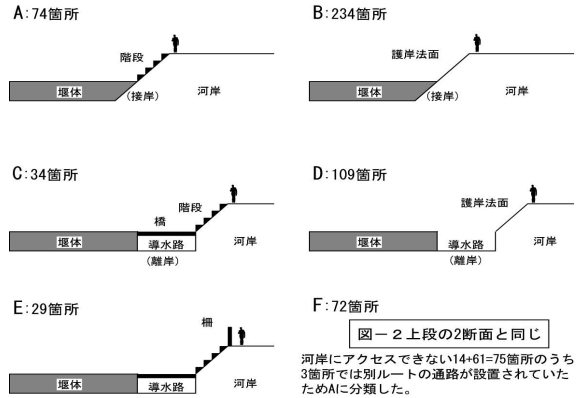 A:74箇所
階段
堰体
(接岸)
河岸
B:234箇所
護岸法面
堰体
(接岸)
河岸
C:34箇所
階段
橋
堰体
導水路
(離岸)
河岸
D:109箇所
護岸法面
堰体
導水路
(離岸)
河岸
E:29箇所
柵
堰体
導水路
河岸
F:72箇所
図－2上段の2断面と同じ
河岸にアクセスできない14+61=75箇所のうち
3箇所では別ルートの通路が設置されていた
ためAに分類した。